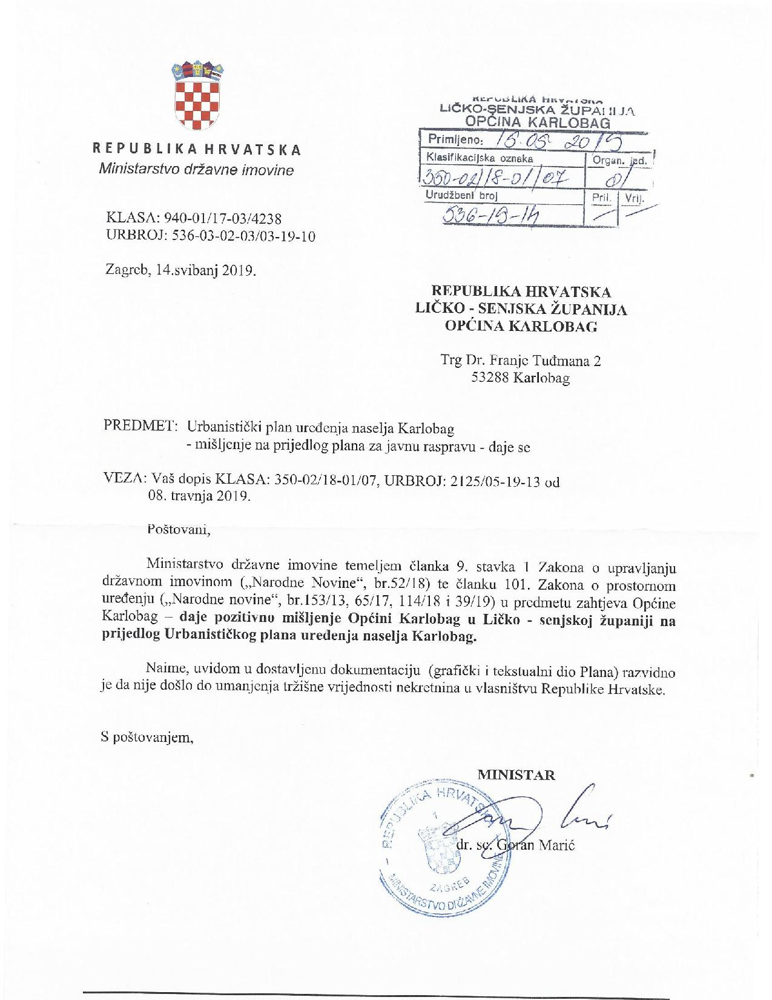 REPUBLIKA HRVATSKA
Ministarstvo državne imovine
KLASA: 940-01/17-03/4238
URBROJ: 536-03-02-03/03-19-10
Zagreb, 14.svibanj 2019.
REPUBLIKA HRVATSKA
LIČKO-SENJSKA ŽUPANIJA
OPĆINA KARLOBAG
Primljeno: 15.05. 2019
Klasifikacijska oznaka Organ. jed.
350-02/18-01/07 01
Urudžbeni broj Pril. Vrij.
536-19-14
REPUBLIKA HRVATSKA
LIČKO - SENJSKA ŽUPANIJA
OPĆINA KARLOBAG
Trg Dr. Franje Tuđmana 2
53288 Karlobag
PREDMET: Urbanistički plan uređenja naselja Karlobag
- mišljenje na prijedlog plana za javnu raspravu - daje se
VEZA: Vaš dopis KLASA: 350-02/18-01/07, URBROJ: 2125/05-19-13 od
08. travnja 2019.
Poštovani,
Ministarstvo državne imovine temeljem članka 9. stavka 1 Zakona o upravljanju
državnom imovinom („Narodne Novine“, br.52/18) te članku 101. Zakona o prostornom
uređenju („Narodne novine“, br.153/13, 65/17, 114/18 i 39/19) u predmetu zahtjeva Općine
Karlobag – daje pozitivno mišljenje Općini Karlobag u Ličko - senjskoj županiji na
prijedlog Urbanističkog plana uređenja naselja Karlobag.
Naime, uvidom u dostavljenu dokumentaciju (grafički i tekstualni dio Plana) razvidno
je da nije došlo do umanjenja tržišne vrijednosti nekretnina u vlasništvu Republike Hrvatske.
S poštovanjem,
MINISTAR
dr. sc. Goran Marić
REPUBLIKA HRVATSKA
1
ZAGREB
MINISTARSTVO DRŽAVNE IMOVINE